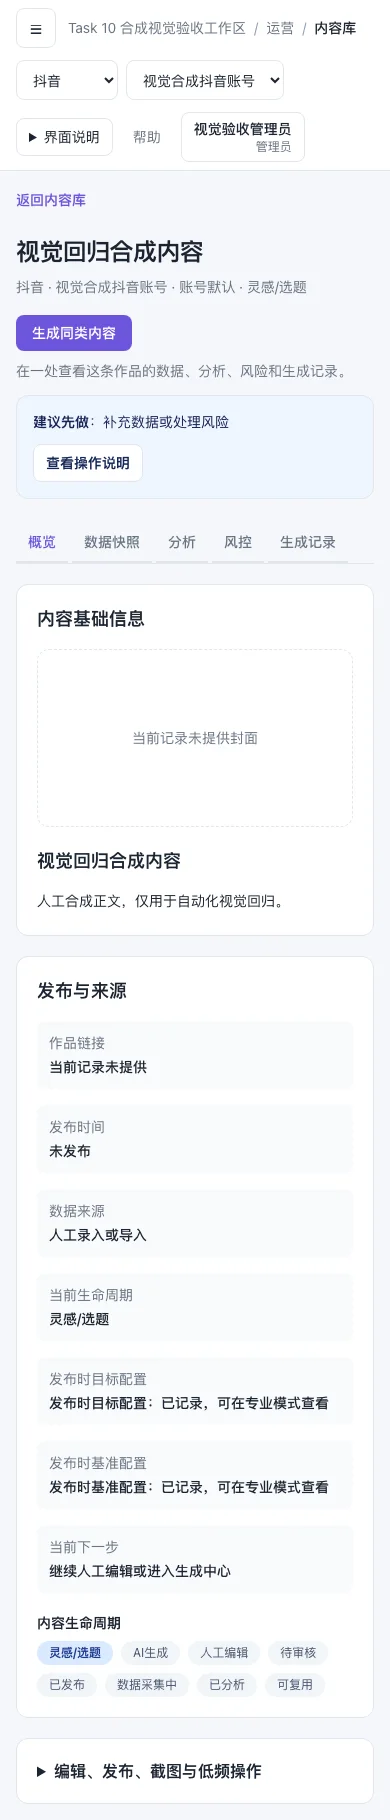 Task 10 合成视觉验收工作区 / 运营 / 内容库
抖音 视觉合成抖音账号
界面说明 帮助 视觉验收管理员
管理员
返回内容库
视觉回归合成内容
抖音 · 视觉合成抖音账号 · 账号默认 · 灵感/选题
生成同类内容
在一处查看这条作品的数据、分析、风险和生成记录。
建议先做：补充数据或处理风险
查看操作说明
概览 数据快照 分析 风控 生成记录
内容基础信息
当前记录未提供封面
视觉回归合成内容
人工合成正文，仅用于自动化视觉回归。
发布与来源
作品链接
当前记录未提供
发布时间
未发布
数据来源
人工录入或导入
当前生命周期
灵感/选题
发布时目标配置
发布时目标配置：已记录，可在专业模式查看
发布时基准配置
发布时基准配置：已记录，可在专业模式查看
当前下一步
继续人工编辑或进入生成中心
内容生命周期
灵感/选题 AI生成 人工编辑 待审核
已发布 数据采集中 已分析 可复用
编辑、发布、截图与低频操作